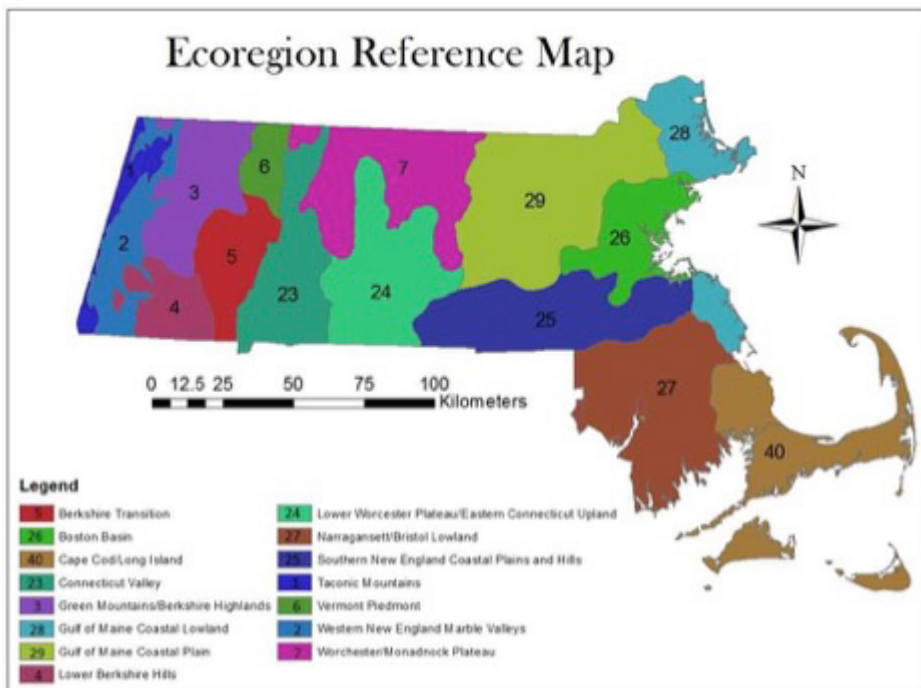 Ecoregion Reference Map
28
6
7
1
3
29
N
2
26
5
23
24
4
25
0 12.5 25 50 75 100
Kilometers
27
40
Legend
5 Berkshire Transition
26 Boston Basin
40 Cape Cod/Long Island
23 Connecticut Valley
3 Green Mountains/Berkshire Highlands
28 Gulf of Maine Coastal Lowland
29 Gulf of Maine Coastal Plain
4 Lower Berkshire Hills
24 Lower Worcester Plateau/Eastern Connecticut Upland
27 Narragansett/Bristol Lowland
25 Southern New England Coastal Plains and Hills
1 Taconic Mountains
6 Vermont Piedmont
2 Western New England Marble Valleys
7 Worchester/Monadnock Plateau